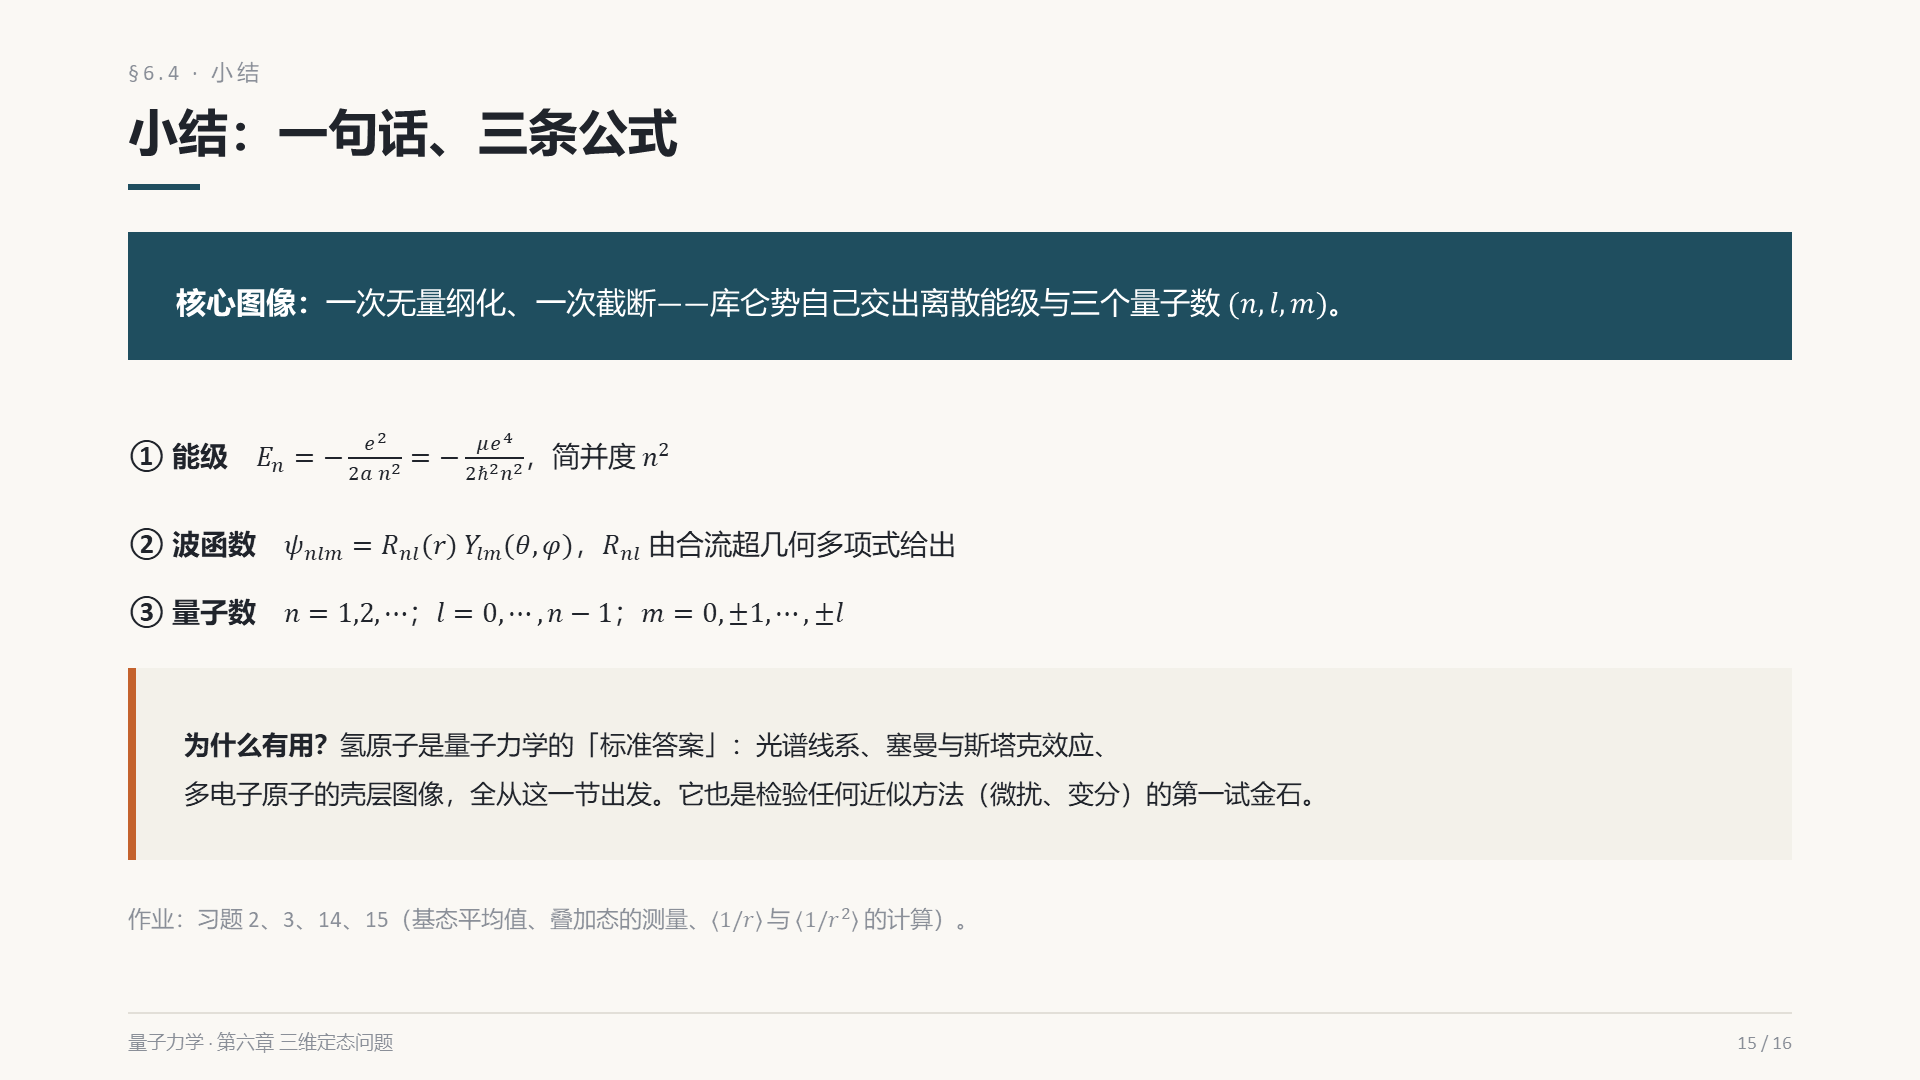 §6.4 · 小结
小结：一句话、三条公式
核心图像：一次无量纲化、一次截断——库仑势自己交出离散能级与三个量子数 (n, l, m)。
① 能级 Eₙ = −e²/(2a n²) = −μe⁴/(2ℏ²n²)，简并度 n²
② 波函数 ψₙₗₘ = Rₙₗ(r) Yₗₘ(θ, φ)，Rₙₗ 由合流超几何多项式给出
③ 量子数 n = 1,2,⋯；l = 0,⋯,n − 1；m = 0,±1,⋯,±l
为什么有用？氢原子是量子力学的「标准答案」：光谱线系、塞曼与斯塔克效应、
多电子原子的壳层图像，全从这一节出发。它也是检验任何近似方法（微扰、变分）的第一试金石。
作业：习题 2、3、14、15（基态平均值、叠加态的测量、⟨1/r⟩ 与 ⟨1/r²⟩ 的计算）。
量子力学 · 第六章 三维定态问题
15 / 16